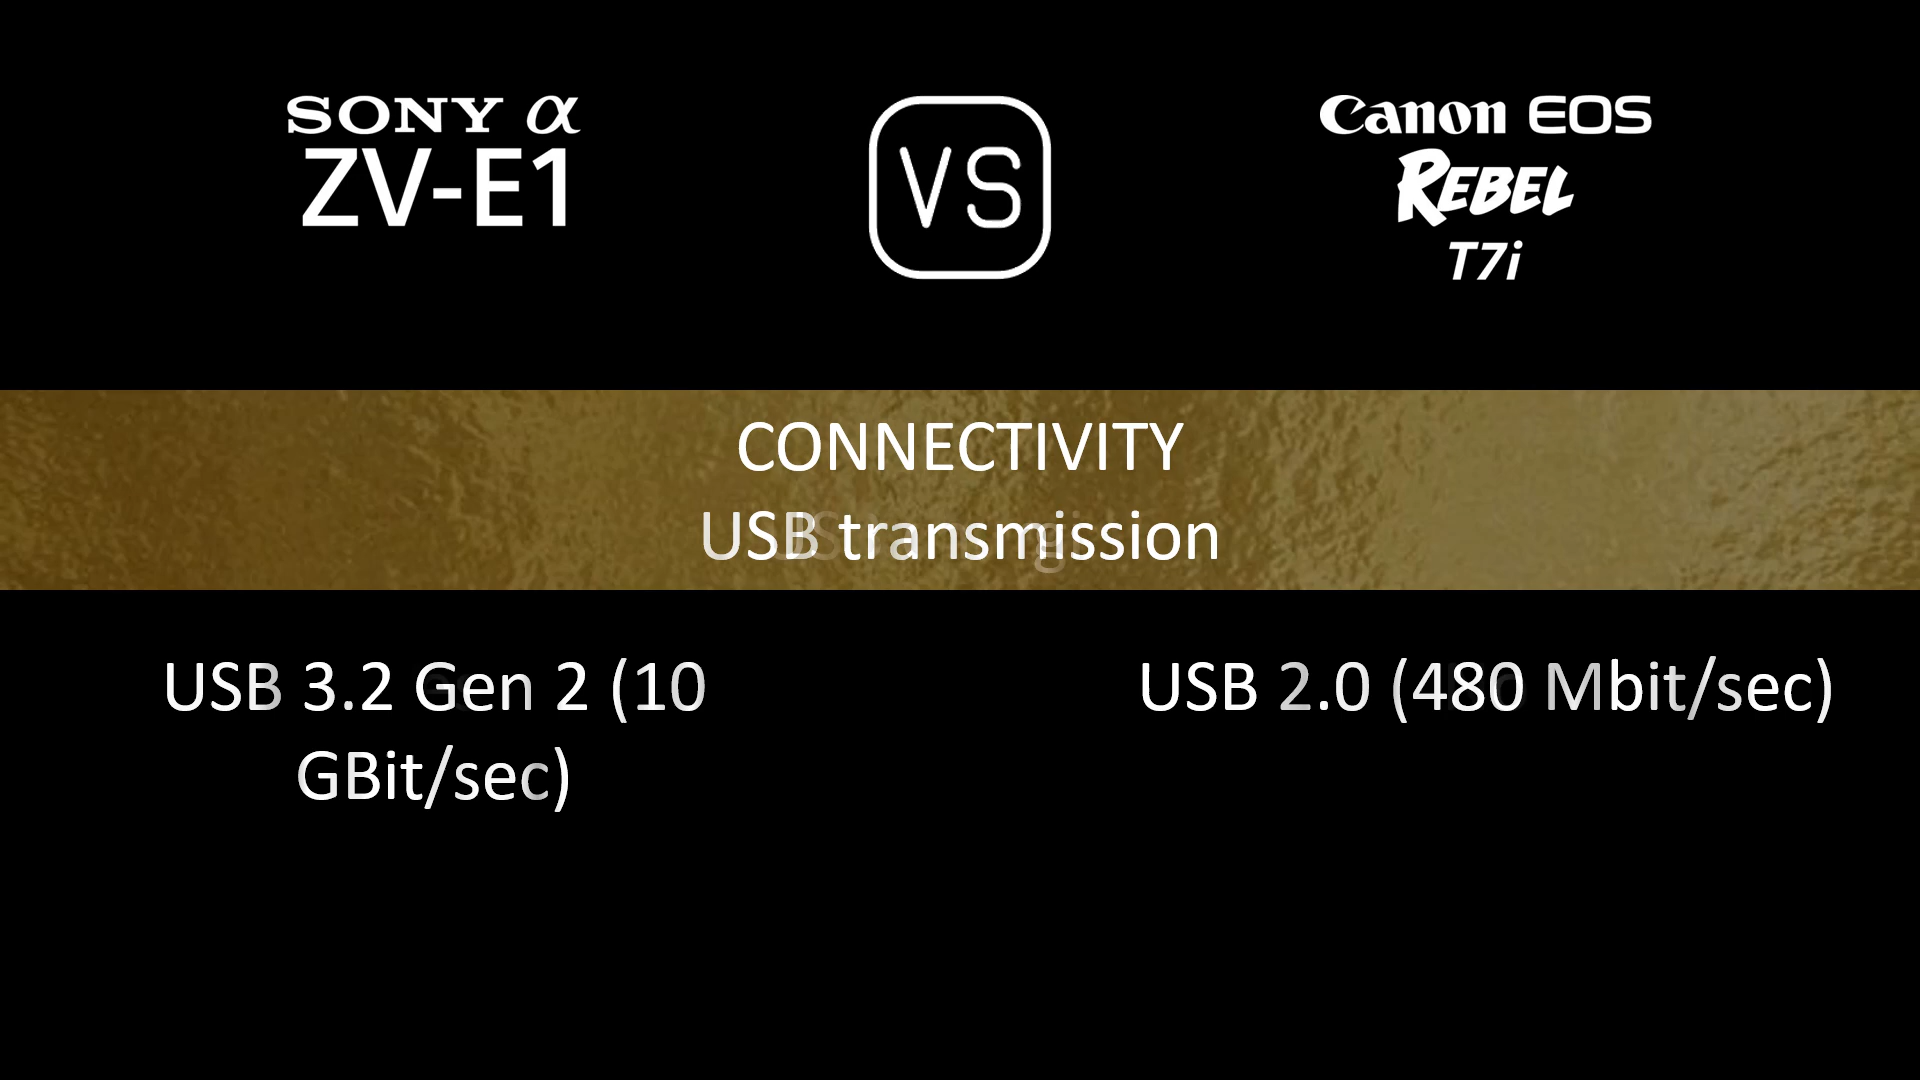 SONY α
ZV-E1
VS
Canon EOS
REBEL
T7i
CONNECTIVITY
USB transmission
USB 3.2 Gen 2 (10
GBit/sec)
USB 2.0 (480 Mbit/sec)